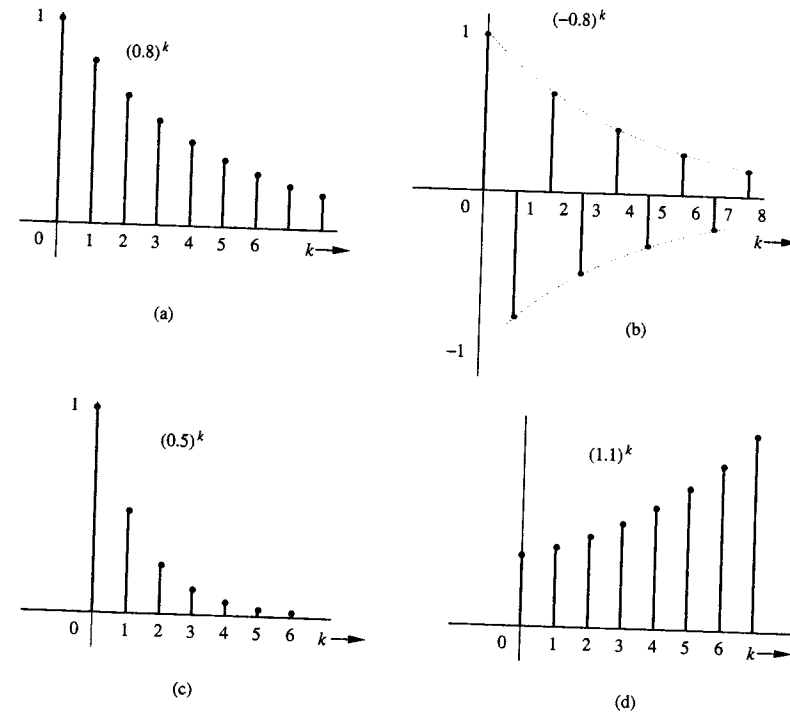 1
(0.8)^k
0 1 2 3 4 5 6 k
(a)
(−0.8)^k
1
0 1 2 3 4 5 6 7 8
k
−1
(b)
1
(0.5)^k
0 1 2 3 4 5 6 k
(c)
(1.1)^k
0 1 2 3 4 5 6 k
(d)